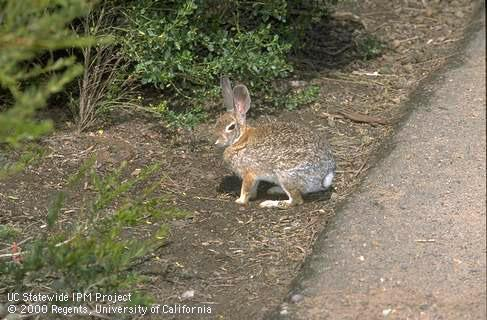 UC Statewide IPM Project
© 2000 Regents, University of California